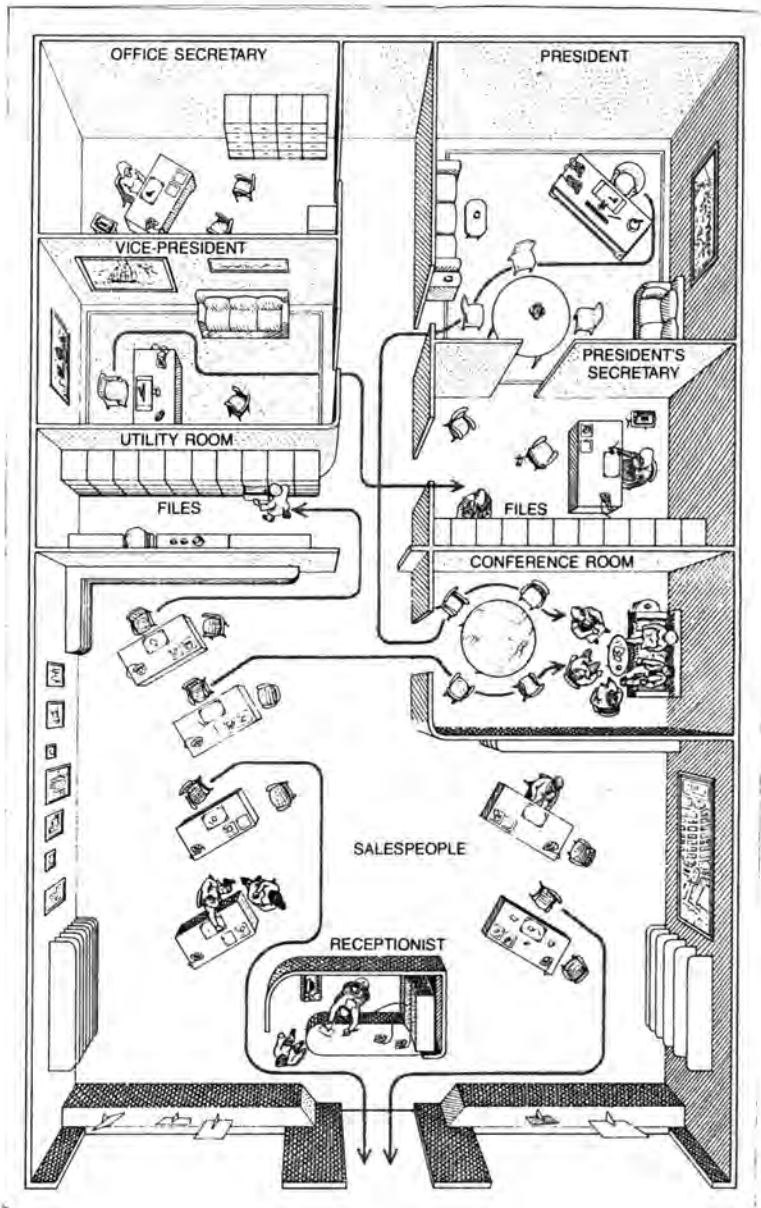 OFFICE SECRETARY
PRESIDENT
VICE-PRESIDENT
PRESIDENT'S
SECRETARY
UTILITY ROOM
FILES
FILES
CONFERENCE ROOM
SALESPEOPLE
RECEPTIONIST